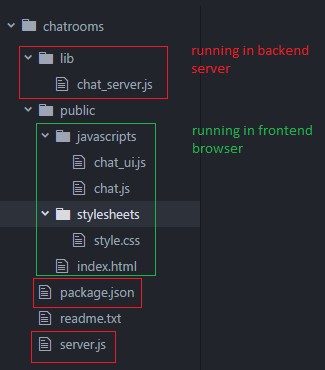 chatrooms
lib
running in backend
server
chat_server.js
public
javascripts
running in frontend
browser
chat_ui.js
chat.js
stylesheets
style.css
index.html
package.json
readme.txt
server.js